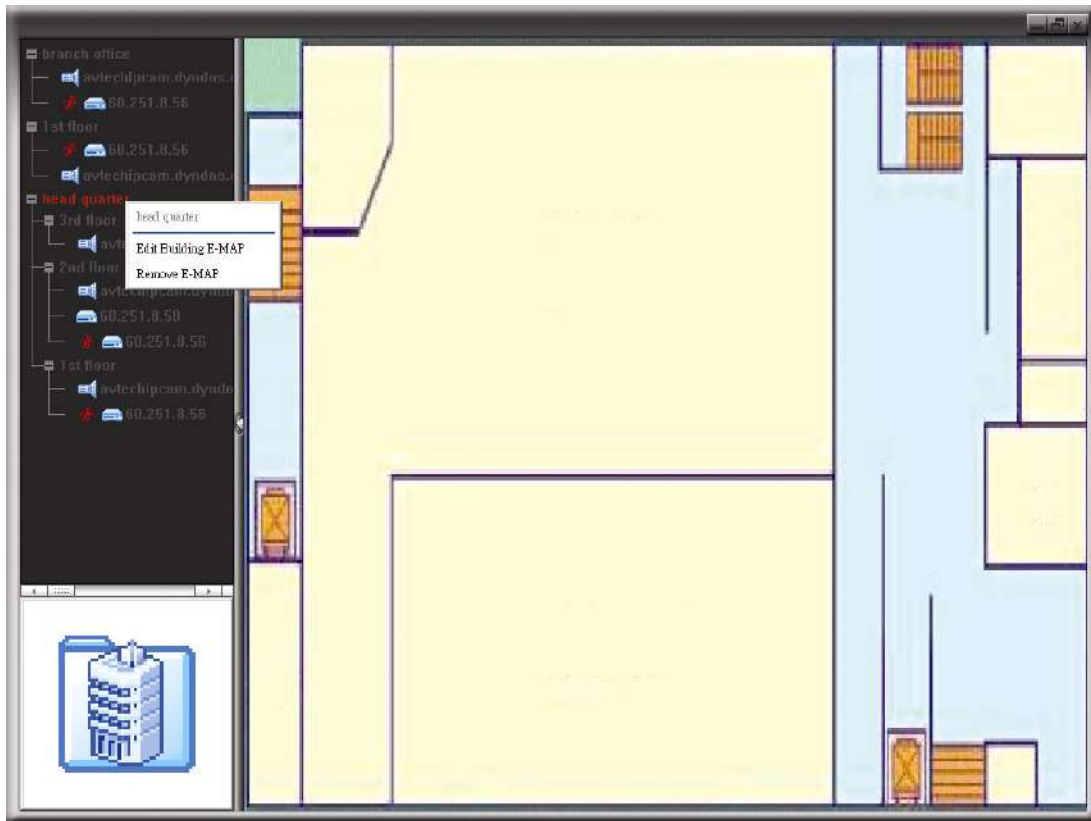 branch office
avtechipcam.dyndns.
60.251.8.56
1st floor
60.251.8.56
avtechipcam.dyndns.
head quarter
3rd floor
avt
2nd floor
avtechipcam.dyndns
60.251.8.58
60.251.8.56
1st floor
avtechipcam.dyndn
60.251.8.56
head quarter
Edit Building E-MAP
Remove E-MAP